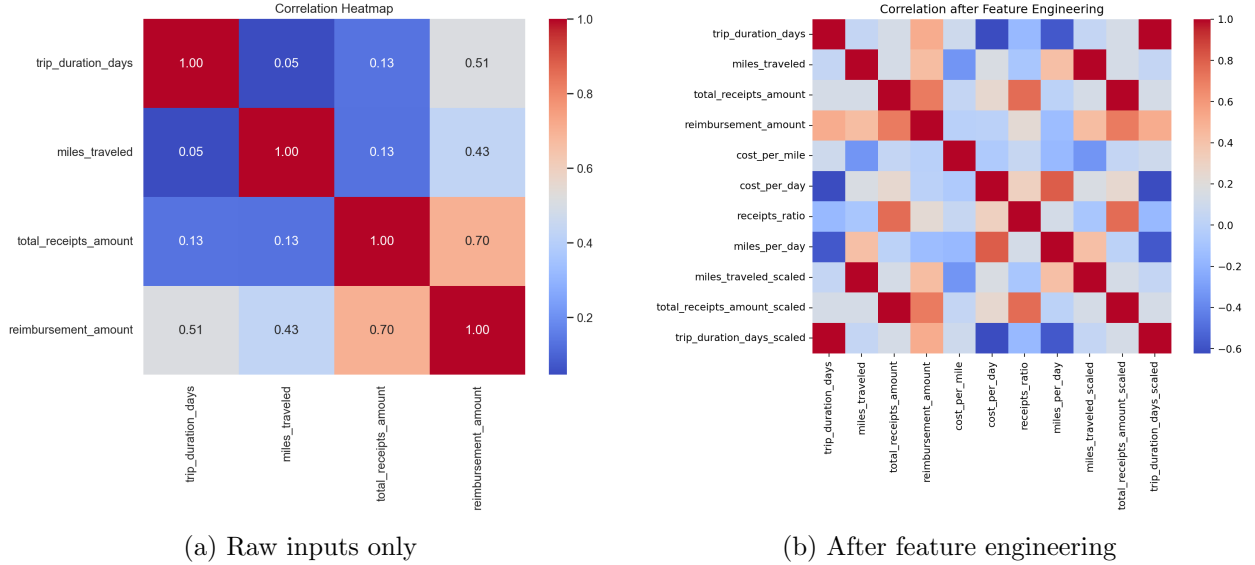 Correlation Heatmap
trip_duration_days
miles_traveled
total_receipts_amount
reimbursement_amount
1.00 0.05 0.13 0.51
0.05 1.00 0.13 0.43
0.13 0.13 1.00 0.70
0.51 0.43 0.70 1.00
trip_duration_days
miles_traveled
total_receipts_amount
reimbursement_amount
1.0
0.8
0.6
0.4
0.2
(a) Raw inputs only
Correlation after Feature Engineering
trip_duration_days
miles_traveled
total_receipts_amount
reimbursement_amount
cost_per_mile
cost_per_day
receipts_ratio
miles_per_day
miles_traveled_scaled
total_receipts_amount_scaled
trip_duration_days_scaled
trip_duration_days
miles_traveled
total_receipts_amount
reimbursement_amount
cost_per_mile
cost_per_day
receipts_ratio
miles_per_day
miles_traveled_scaled
total_receipts_amount_scaled
trip_duration_days_scaled
1.0
0.8
0.6
0.4
0.2
0.0
−0.2
−0.4
−0.6
(b) After feature engineering